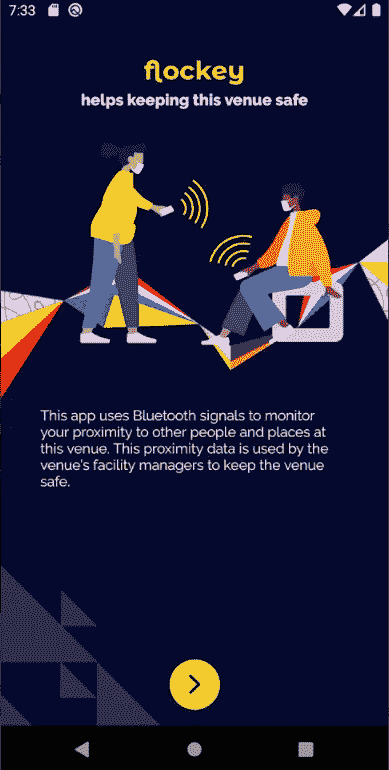 7:33
flockey
helps keeping this venue safe
This app uses Bluetooth signals to monitor
your proximity to other people and places at
this venue. This proximity data is used by the
venue's facility managers to keep the venue
safe.